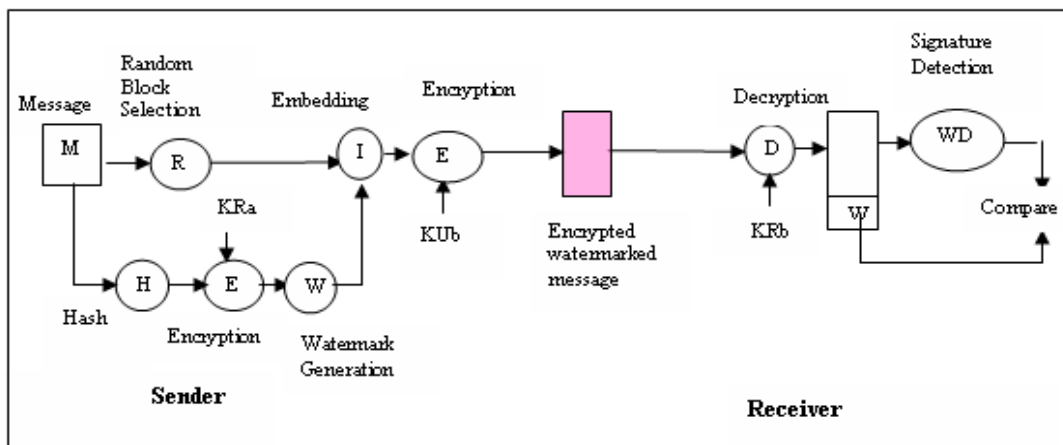 Message
Random
Block
Selection
Embedding
Encryption
Decryption
Signature
Detection
M
R
I
E
D
WD
KRa
KUb
KRb
W
Compare
Encrypted
watermarked
message
H
E
W
Hash
Encryption
Watermark
Generation
Sender
Receiver